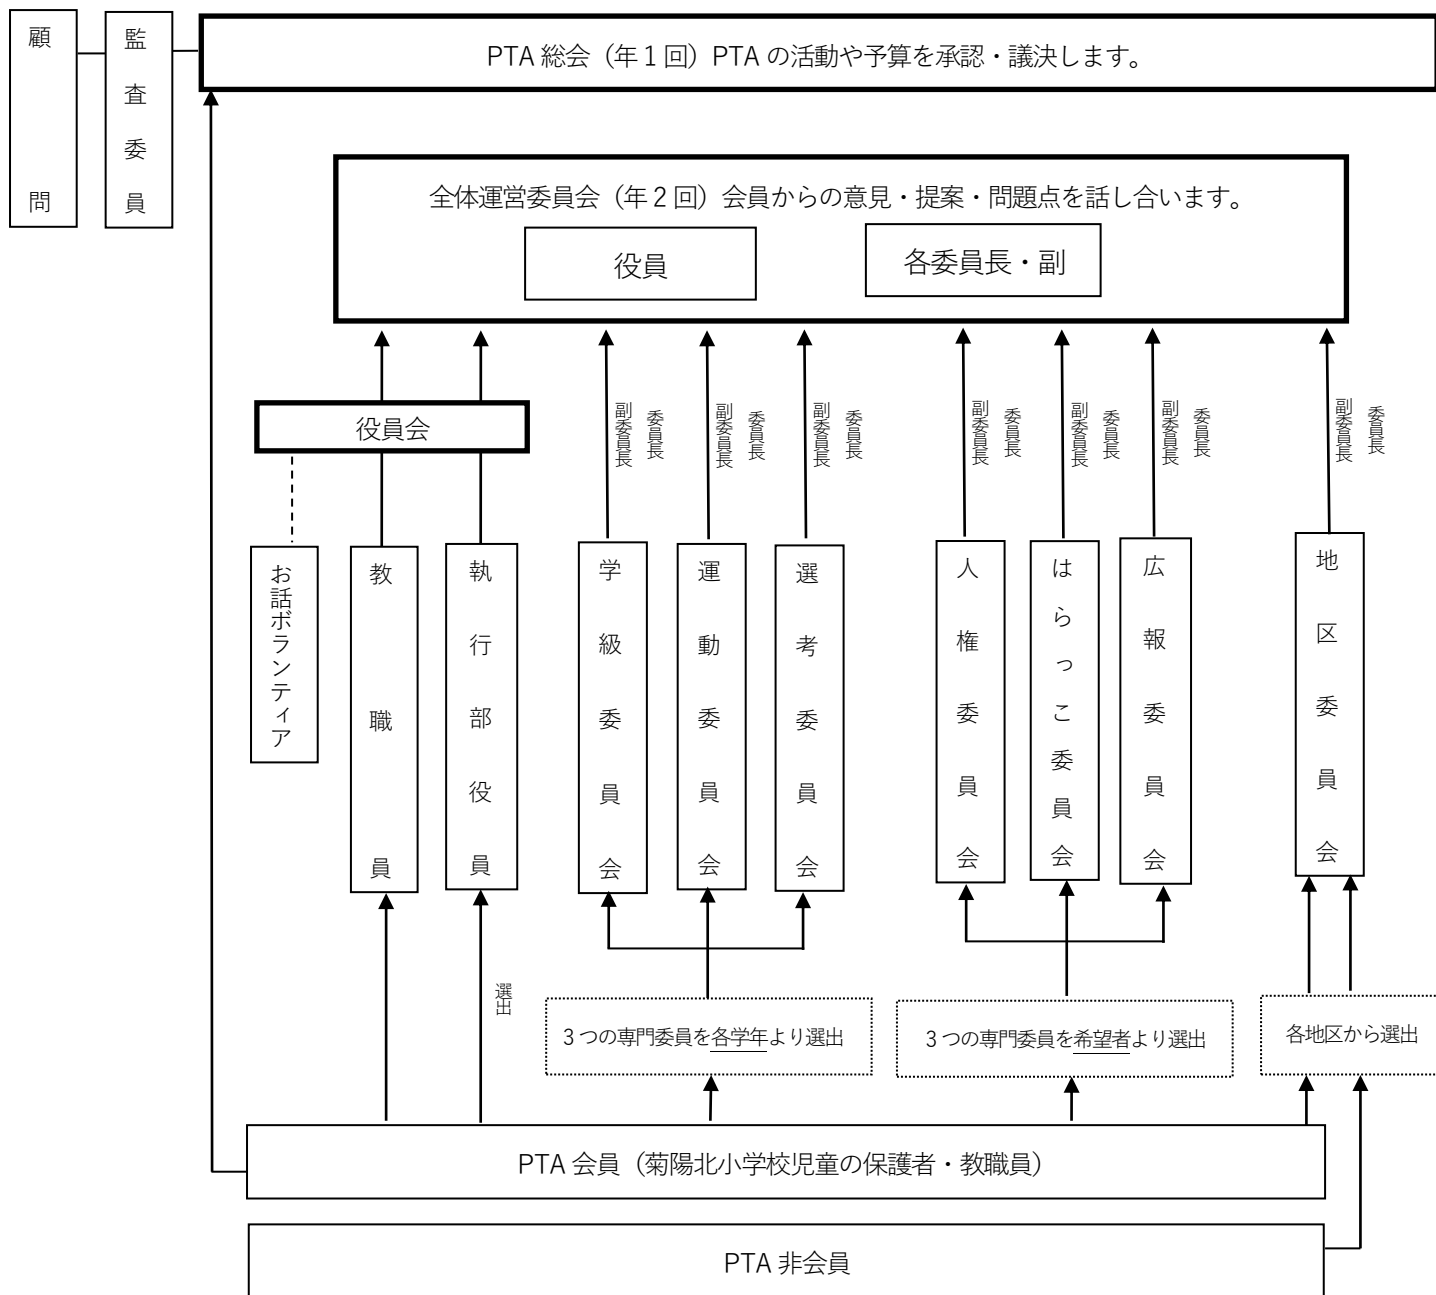 顧問
監査委員
PTA 総会（年1回）PTA の活動や予算を承認・議決します。
全体運営委員会（年2回）会員からの意見・提案・問題点を話し合います。
役員
各委員長・副
役員会
委員長
副委員長
委員長
副委員長
委員長
副委員長
委員長
副委員長
委員長
副委員長
委員長
副委員長
委員長
副委員長
お話ボランティア
教職員
執行部役員
学級委員会
運動委員会
選考委員会
人権委員会
はらっこ委員会
広報委員会
地区委員会
選出
3つの専門委員を各学年より選出
3つの専門委員を希望者より選出
各地区から選出
PTA 会員（菊陽北小学校児童の保護者・教職員）
PTA 非会員